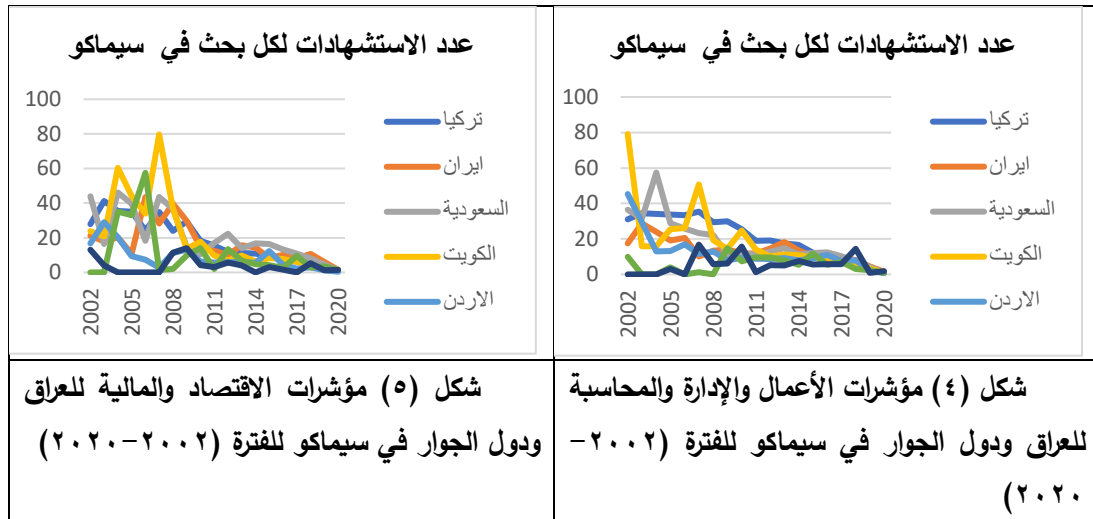 عدد الاستشهادات لكل بحث في سيماكو
100
80
60
40
20
0
2002
2005
2008
2011
2014
2017
2020
تركيا
ايران
السعودية
الكويت
الاردن
شكل (٤) مؤشرات الأعمال والإدارة والمحاسبة
للعراق ودول الجوار في سيماكو للفترة (٢٠٠٢-
٢٠٢٠)
عدد الاستشهادات لكل بحث في سيماكو
100
80
60
40
20
0
2002
2005
2008
2011
2014
2017
2020
تركيا
ايران
السعودية
الكويت
الاردن
شكل (٥) مؤشرات الاقتصاد والمالية للعراق
ودول الجوار في سيماكو للفترة (٢٠٠٢-٢٠٢٠)